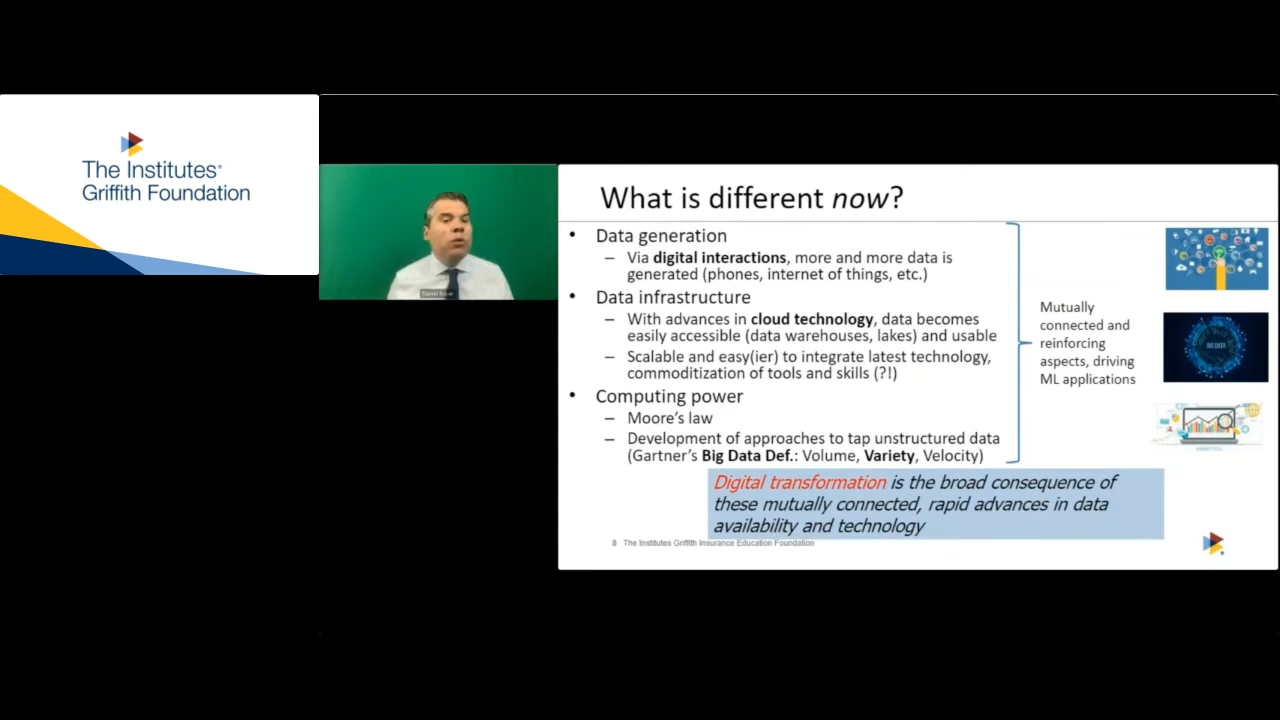 The Institutes
Griffith Foundation
What is different now?
• Data generation
– Via digital interactions, more and more data is
generated (phones, internet of things, etc.)
• Data infrastructure
– With advances in cloud technology, data becomes
easily accessible (data warehouses, lakes) and usable
– Scalable and easy(ier) to integrate latest technology,
commoditization of tools and skills (?!)
• Computing power
– Moore's law
– Development of approaches to tap unstructured data
(Gartner's Big Data Def.: Volume, Variety, Velocity)
Mutually
connected and
reinforcing
aspects, driving
ML applications
Digital transformation is the broad consequence of
these mutually connected, rapid advances in data
availability and technology
8 The Institutes Griffith Insurance Education Foundation